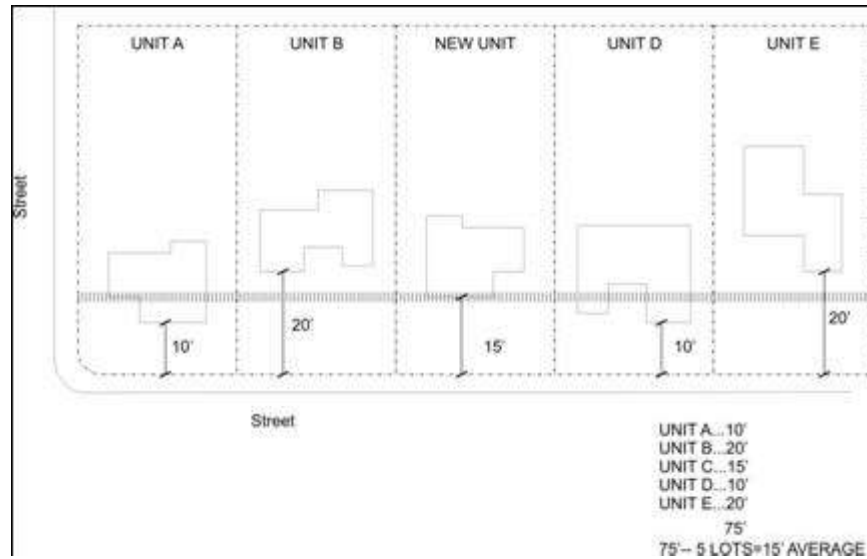 UNIT A
UNIT B
NEW UNIT
UNIT D
UNIT E
Street
10'
20'
15'
10'
20'
Street
UNIT A...10'
UNIT B...20'
UNIT C...15'
UNIT D...10'
UNIT E...20'
75'
75'– 5 LOTS=15' AVERAGE